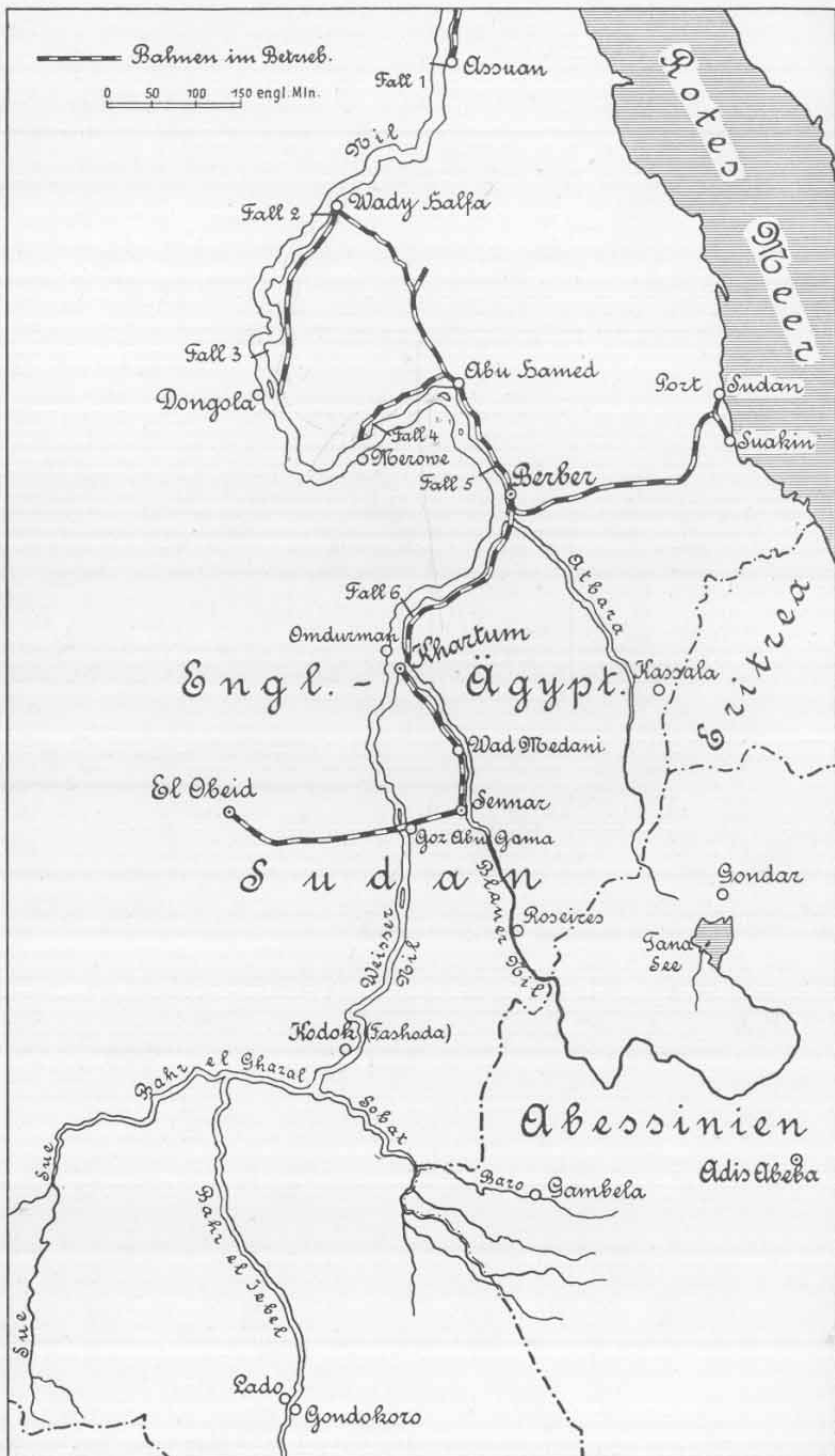 Bahnen im Betrieb.
0 50 100 150 engl. Mln.
Assuan
Fall 1
Rotes
Meer
Nil
Wady Halfa
Fall 2
Fall 3
Abu Hamed
Port Sudan
Dongola
Fall 4
Suakin
Merowe
Fall 5
Berber
Atbara
Fall 6
Omdurman
Khartum
Eritrea
Engl. - Ägypt.
Kassala
Wad Medani
El Obeid
Sennar
Goz Abu Gama
Sudan
Gondar
Blauer Nil
Roseires
Tana
See
Weisser Nil
Kodok (Fashoda)
Bahr el Ghazal
Sobat
Abessinien
Sue
Adis Abeba
Baro
Gambela
Bahr el Jebel
Sue
Lado
Gondokoro